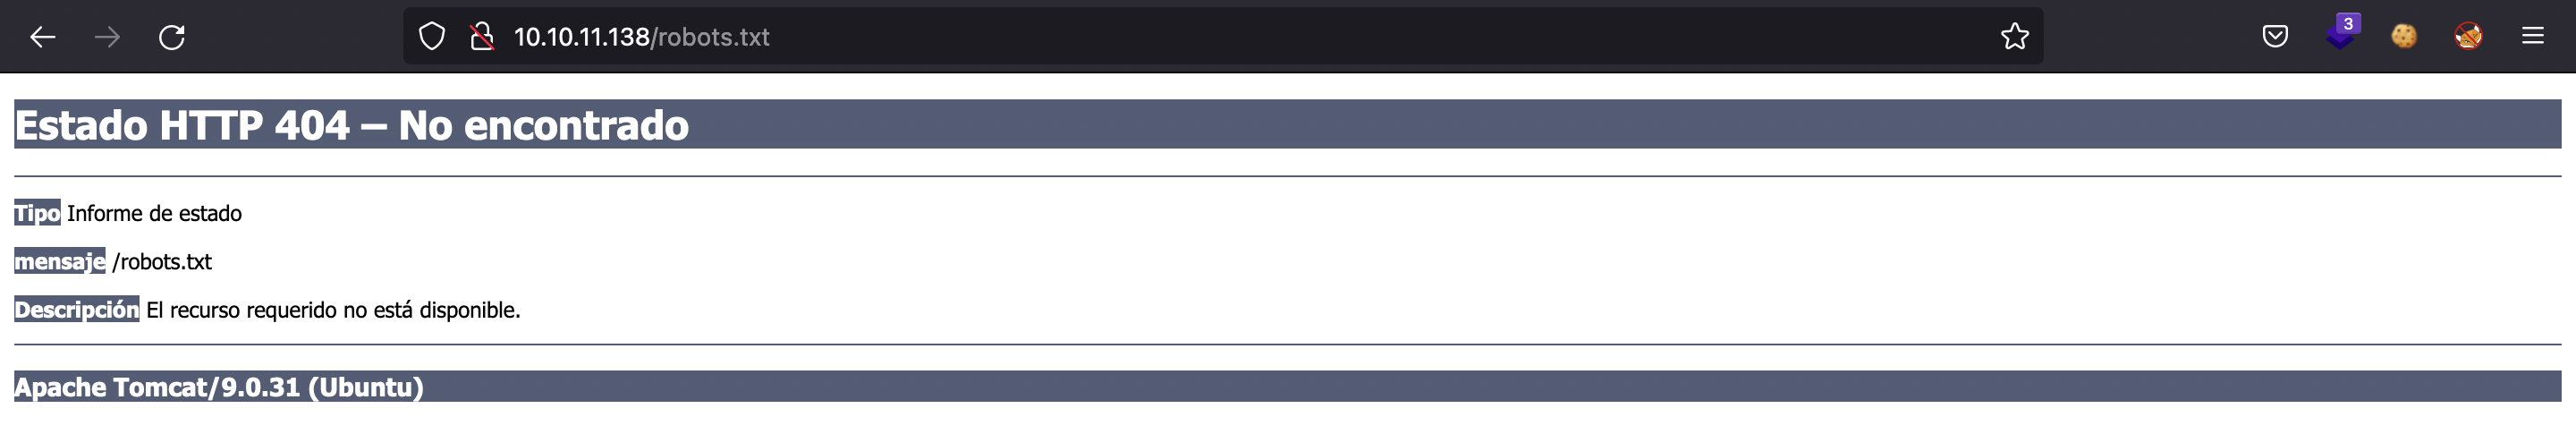 10.10.11.138/robots.txt
3
Estado HTTP 404 – No encontrado
Tipo Informe de estado
mensaje /robots.txt
Descripción El recurso requerido no está disponible.
Apache Tomcat/9.0.31 (Ubuntu)